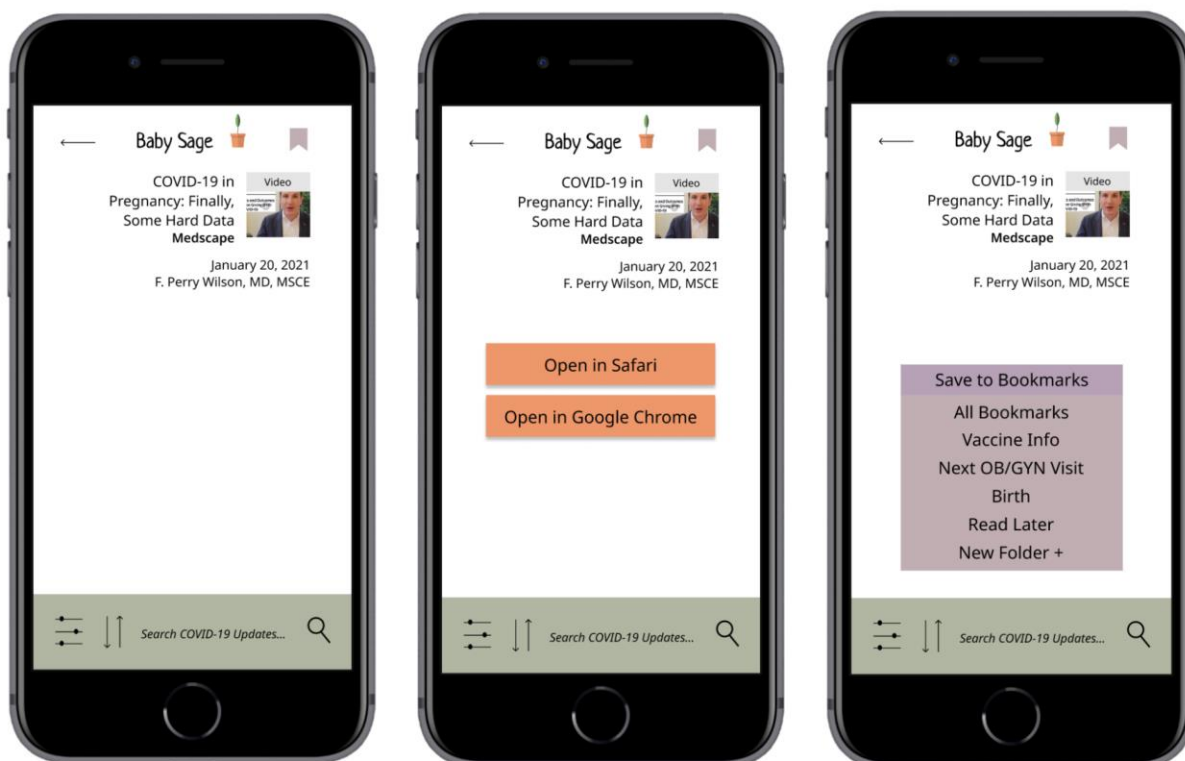 Baby Sage
COVID-19 in
Pregnancy: Finally,
Some Hard Data
Medscape
Video
January 20, 2021
F. Perry Wilson, MD, MSCE
Search COVID-19 Updates...
Baby Sage
COVID-19 in
Pregnancy: Finally,
Some Hard Data
Medscape
Video
January 20, 2021
F. Perry Wilson, MD, MSCE
Open in Safari
Open in Google Chrome
Search COVID-19 Updates...
Baby Sage
COVID-19 in
Pregnancy: Finally,
Some Hard Data
Medscape
Video
January 20, 2021
F. Perry Wilson, MD, MSCE
Save to Bookmarks
All Bookmarks
Vaccine Info
Next OB/GYN Visit
Birth
Read Later
New Folder +
Search COVID-19 Updates...